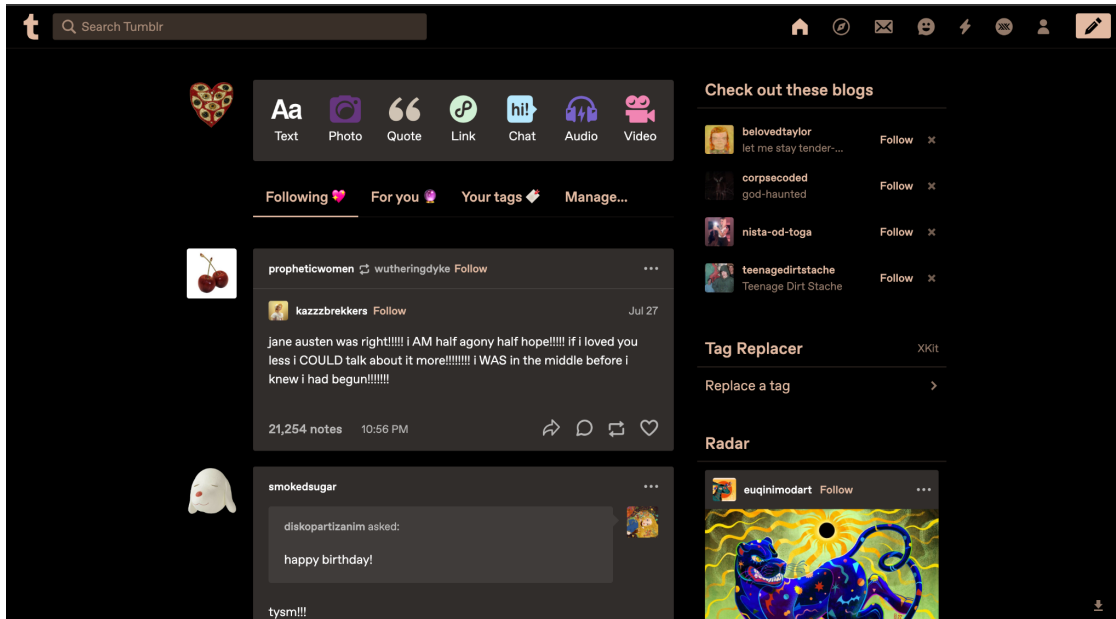 t
Search Tumblr
Aa
hi!
Text
Photo
Quote
Link
Chat
Audio
Video
Following 💖
For you 🔮
Your tags
Manage...
propheticwomen wutheringdyke Follow
kazzzbrekkers Follow
Jul 27
jane austen was right!!!!! i AM half agony half hope!!!!! if i loved you
less i COULD talk about it more!!!!!!!! i WAS in the middle before i
knew i had begun!!!!!!!
21,254 notes 10:56 PM
smokedsugar
diskopartizanim asked:
happy birthday!
tysm!!!
Check out these blogs
belovedtaylor
let me stay tender-...
Follow
corpsecoded
god-haunted
Follow
nista-od-toga
Follow
teenagedirtstache
Teenage Dirt Stache
Follow
Tag Replacer
XKit
Replace a tag
Radar
euqinimodart Follow